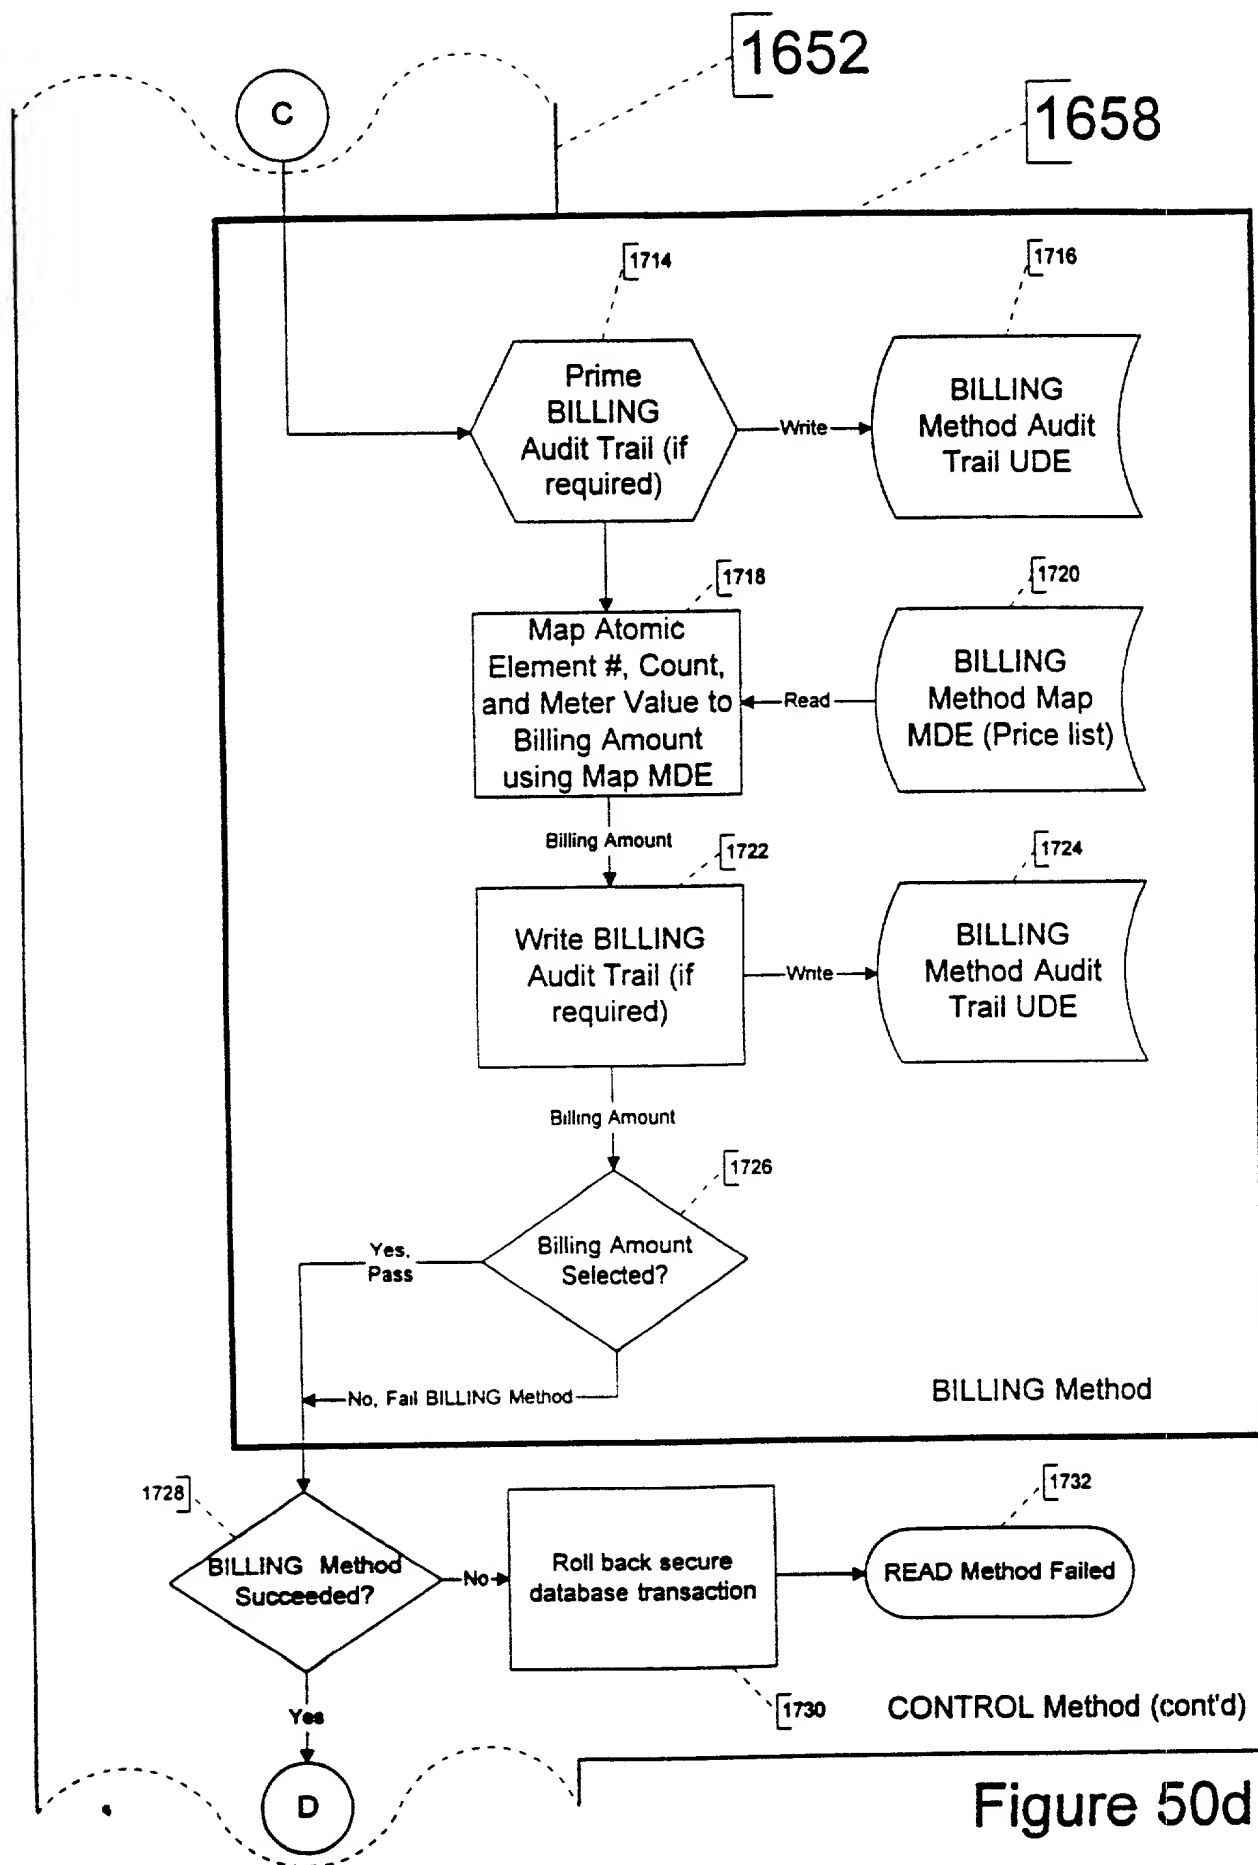 1652
C
1658
1714
1716
Prime
BILLING
Audit Trail (if
required)
Write
BILLING
Method Audit
Trail UDE
1718
1720
Map Atomic
Element #, Count,
and Meter Value to
Billing Amount
using Map MDE
Read
BILLING
Method Map
MDE (Price list)
Billing Amount
1722
1724
Write BILLING
Audit Trail (if
required)
Write
BILLING
Method Audit
Trail UDE
Billing Amount
1726
Billing Amount
Selected?
Yes,
Pass
No, Fail BILLING Method
BILLING Method
1728
1732
BILLING Method
Succeeded?
No
Roll back secure
database transaction
READ Method Failed
1730
CONTROL Method (cont'd)
Yes
D
Figure 50d